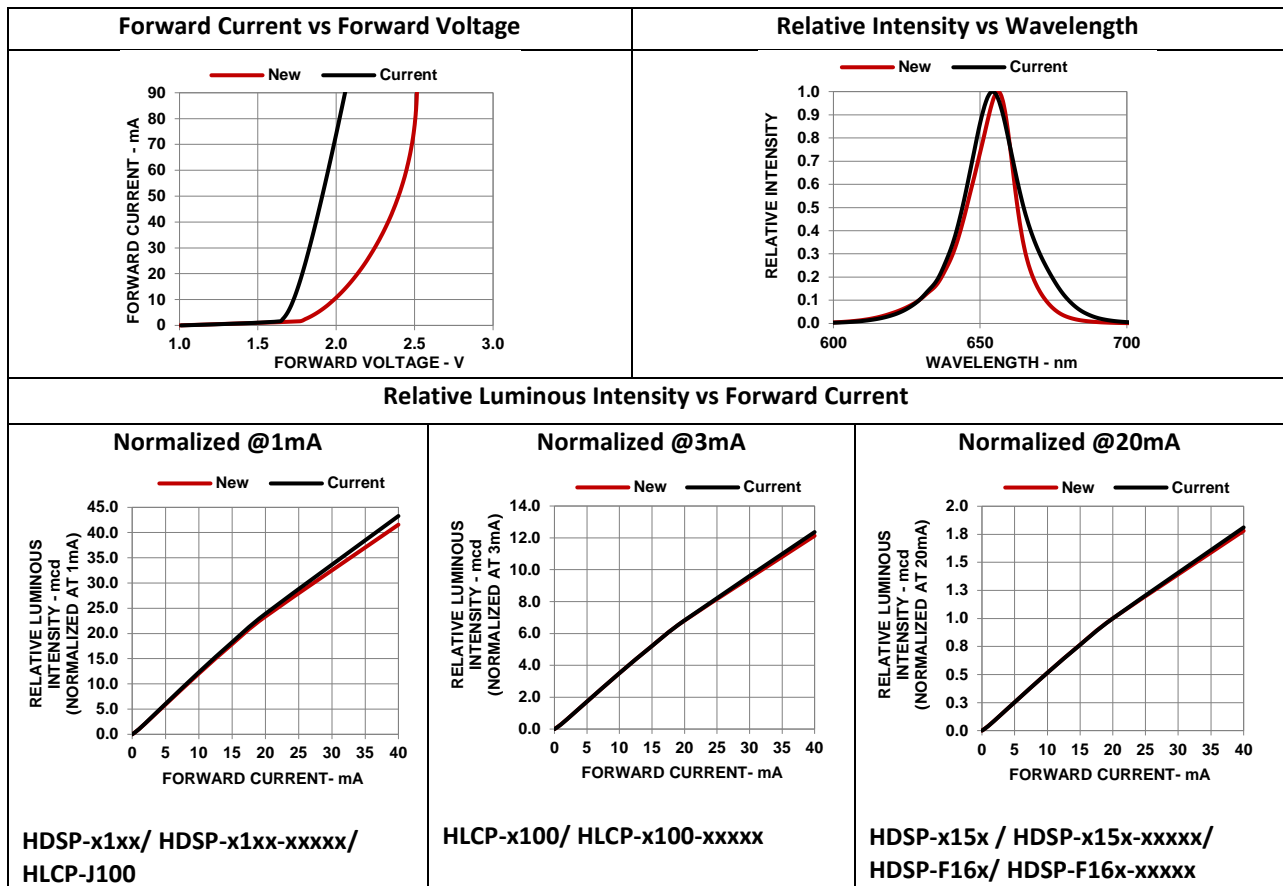 Forward Current vs Forward Voltage
New Current
FORWARD CURRENT - mA
90
80
70
60
50
40
30
20
10
0
1.0 1.5 2.0 2.5 3.0
FORWARD VOLTAGE - V
Relative Intensity vs Wavelength
New Current
RELATIVE INTENSITY
1.0
0.9
0.8
0.7
0.6
0.5
0.4
0.3
0.2
0.1
0.0
600 650 700
WAVELENGTH - nm
Relative Luminous Intensity vs Forward Current
Normalized @1mA
New Current
RELATIVE LUMINOUS
INTENSITY - mcd
(NORMALIZED AT 1mA)
45.0
40.0
35.0
30.0
25.0
20.0
15.0
10.0
5.0
0.0
0 5 10 15 20 25 30 35 40
FORWARD CURRENT- mA
HDSP-x1xx/ HDSP-x1xx-xxxxx/
HLCP-J100
Normalized @3mA
New Current
RELATIVE LUMINOUS
INTENSITY - mcd
(NORMALIZED AT 3mA)
14.0
12.0
10.0
8.0
6.0
4.0
2.0
0.0
0 5 10 15 20 25 30 35 40
FORWARD CURRENT- mA
HLCP-x100/ HLCP-x100-xxxxx
Normalized @20mA
New Current
RELATIVE LUMINOUS
INTENSITY - mcd
(NORMALIZED AT 20mA)
2.0
1.8
1.5
1.3
1.0
0.8
0.5
0.3
0.0
0 5 10 15 20 25 30 35 40
FORWARD CURRENT- mA
HDSP-x15x / HDSP-x15x-xxxxx/
HDSP-F16x/ HDSP-F16x-xxxxx